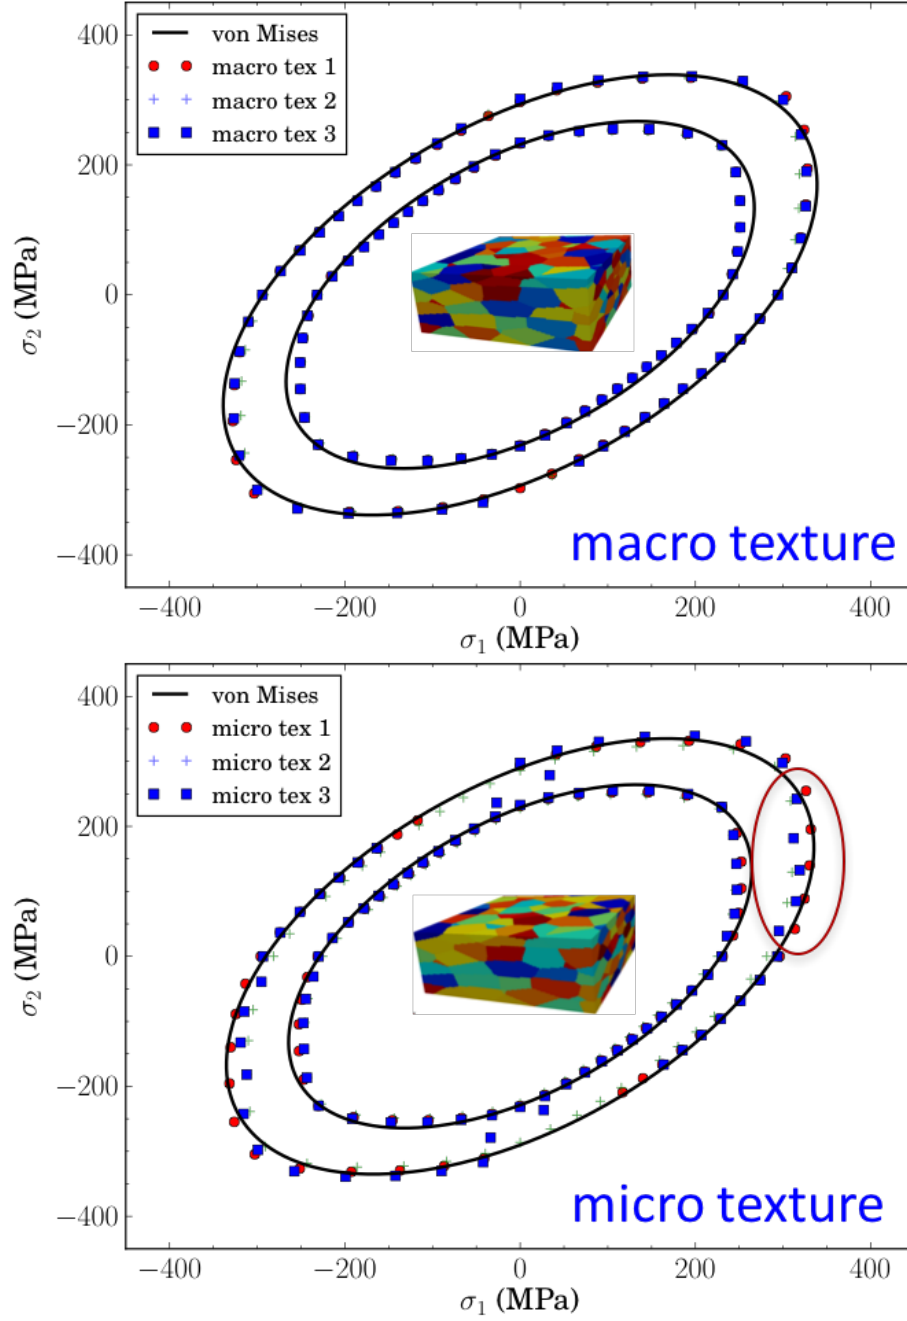 400
200
0
−200
−400
σ₂ (MPa)
von Mises
macro tex 1
macro tex 2
macro tex 3
macro texture
−400 −200 0 200 400
σ₁ (MPa)
400
200
0
−200
−400
σ₂ (MPa)
von Mises
micro tex 1
micro tex 2
micro tex 3
micro texture
−400 −200 0 200 400
σ₁ (MPa)